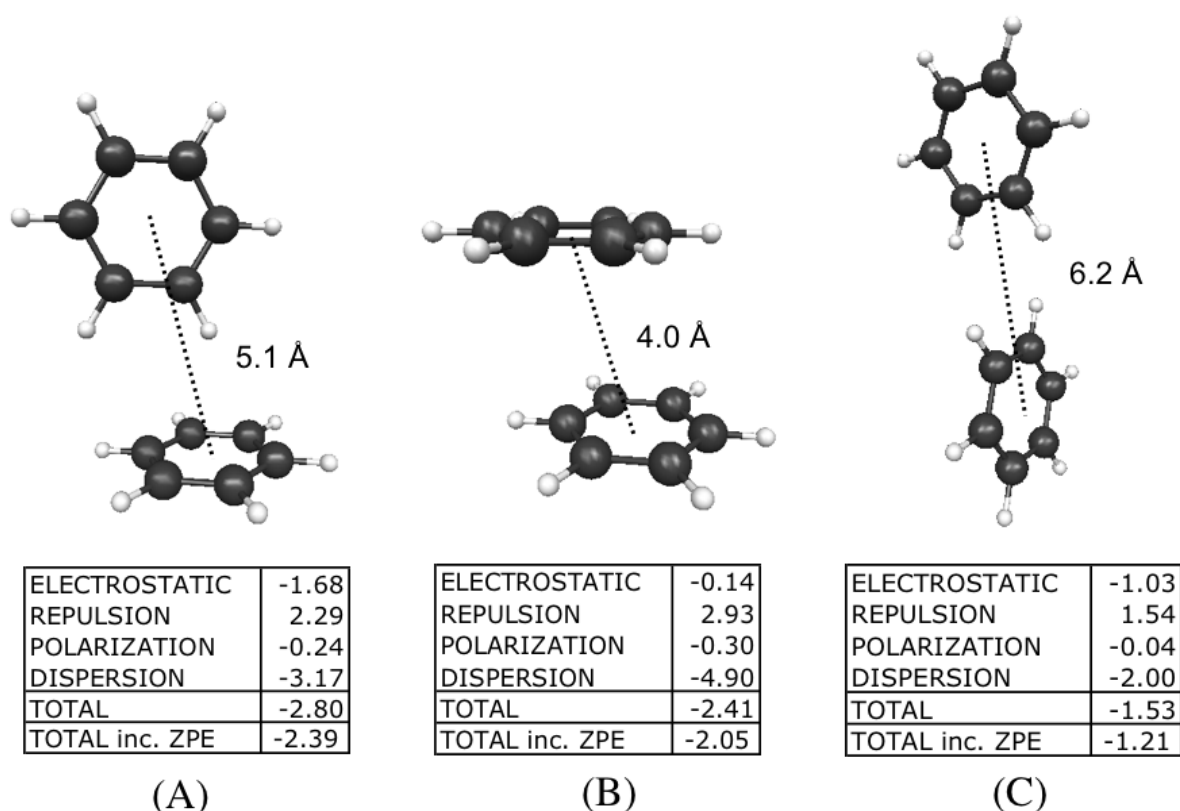 5.1 Å
4.0 Å
6.2 Å
ELECTROSTATIC -1.68
REPULSION 2.29
POLARIZATION -0.24
DISPERSION -3.17
TOTAL -2.80
TOTAL inc. ZPE -2.39
(A)
ELECTROSTATIC -0.14
REPULSION 2.93
POLARIZATION -0.30
DISPERSION -4.90
TOTAL -2.41
TOTAL inc. ZPE -2.05
(B)
ELECTROSTATIC -1.03
REPULSION 1.54
POLARIZATION -0.04
DISPERSION -2.00
TOTAL -1.53
TOTAL inc. ZPE -1.21
(C)